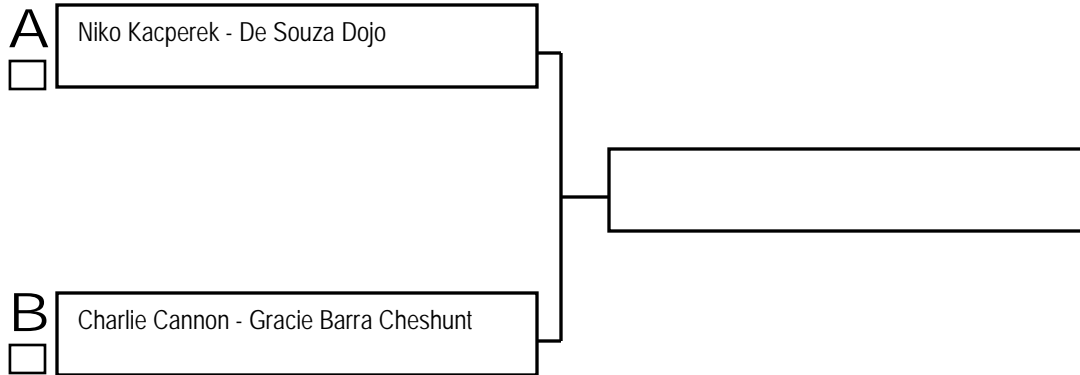 A
Niko Kacperek - De Souza Dojo
B
Charlie Cannon - Gracie Barra Cheshunt